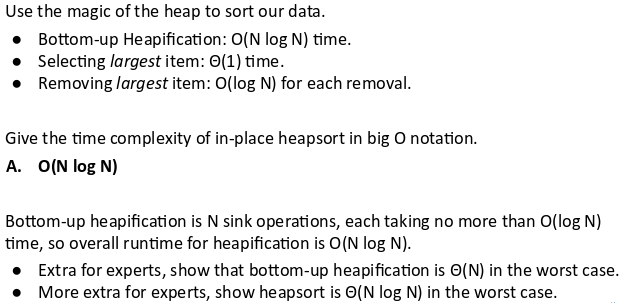 Use the magic of the heap to sort our data.
● Bottom-up Heapification: O(N log N) time.
● Selecting largest item: Θ(1) time.
● Removing largest item: O(log N) for each removal.
Give the time complexity of in-place heapsort in big O notation.
A. O(N log N)
Bottom-up heapification is N sink operations, each taking no more than O(log N)
time, so overall runtime for heapification is O(N log N).
● Extra for experts, show that bottom-up heapification is Θ(N) in the worst case.
● More extra for experts, show heapsort is Θ(N log N) in the worst case.